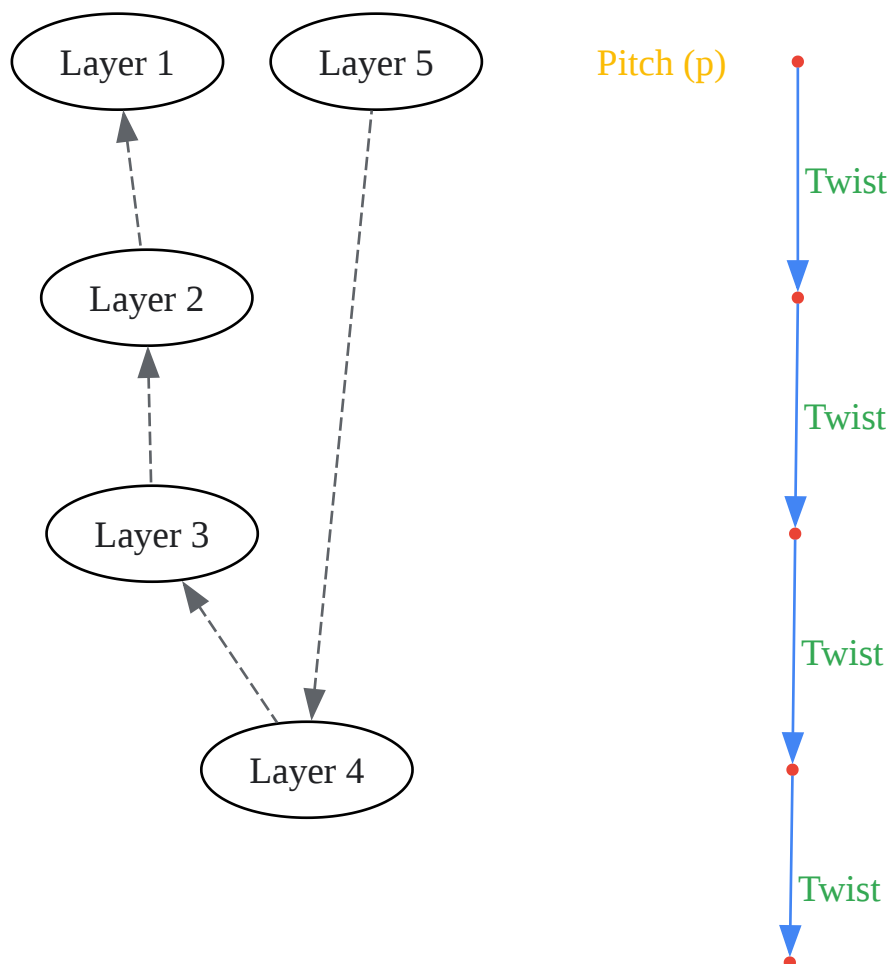 Layer 1
Layer 5
Pitch (p)
Twist
Layer 2
Twist
Layer 3
Twist
Layer 4
Twist